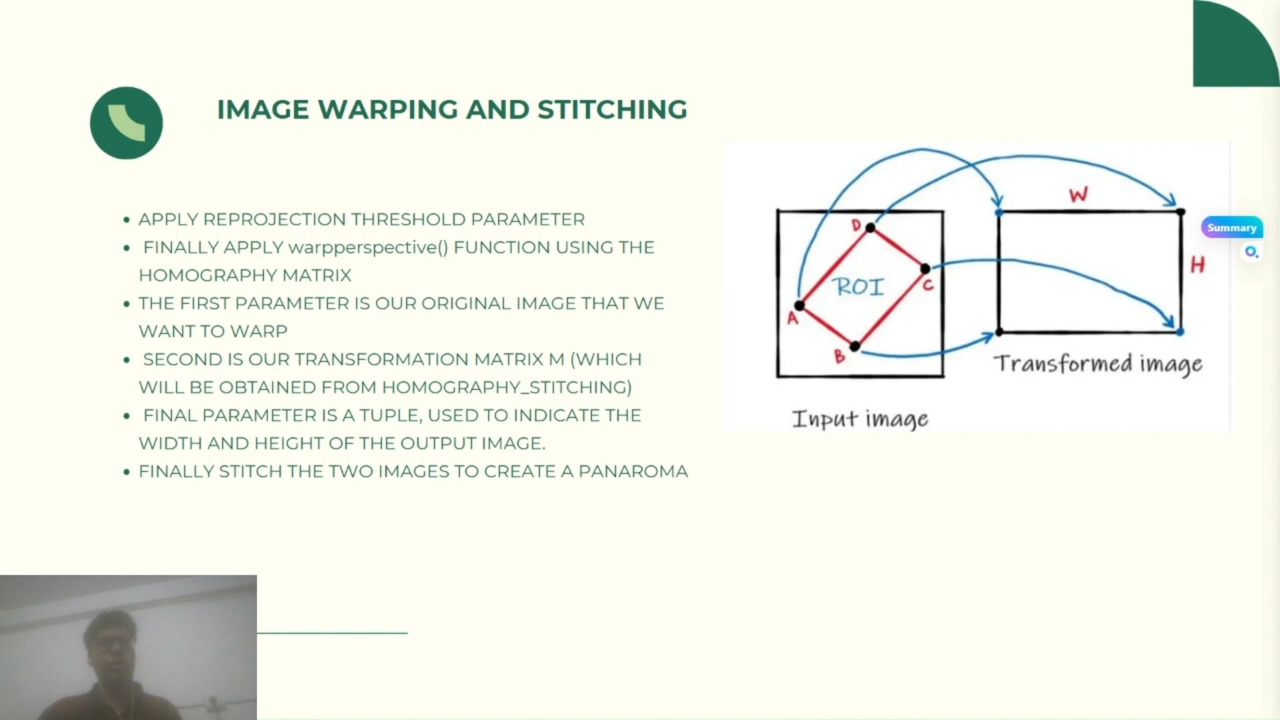 IMAGE WARPING AND STITCHING
• APPLY REPROJECTION THRESHOLD PARAMETER
• FINALLY APPLY warpperspective() FUNCTION USING THE
HOMOGRAPHY MATRIX
• THE FIRST PARAMETER IS OUR ORIGINAL IMAGE THAT WE
WANT TO WARP
• SECOND IS OUR TRANSFORMATION MATRIX M (WHICH
WILL BE OBTAINED FROM HOMOGRAPHY_STITCHING)
• FINAL PARAMETER IS A TUPLE, USED TO INDICATE THE
WIDTH AND HEIGHT OF THE OUTPUT IMAGE.
• FINALLY STITCH THE TWO IMAGES TO CREATE A PANAROMA
W
D
ROI
C
A
B
H
Input image
Transformed image
Summary